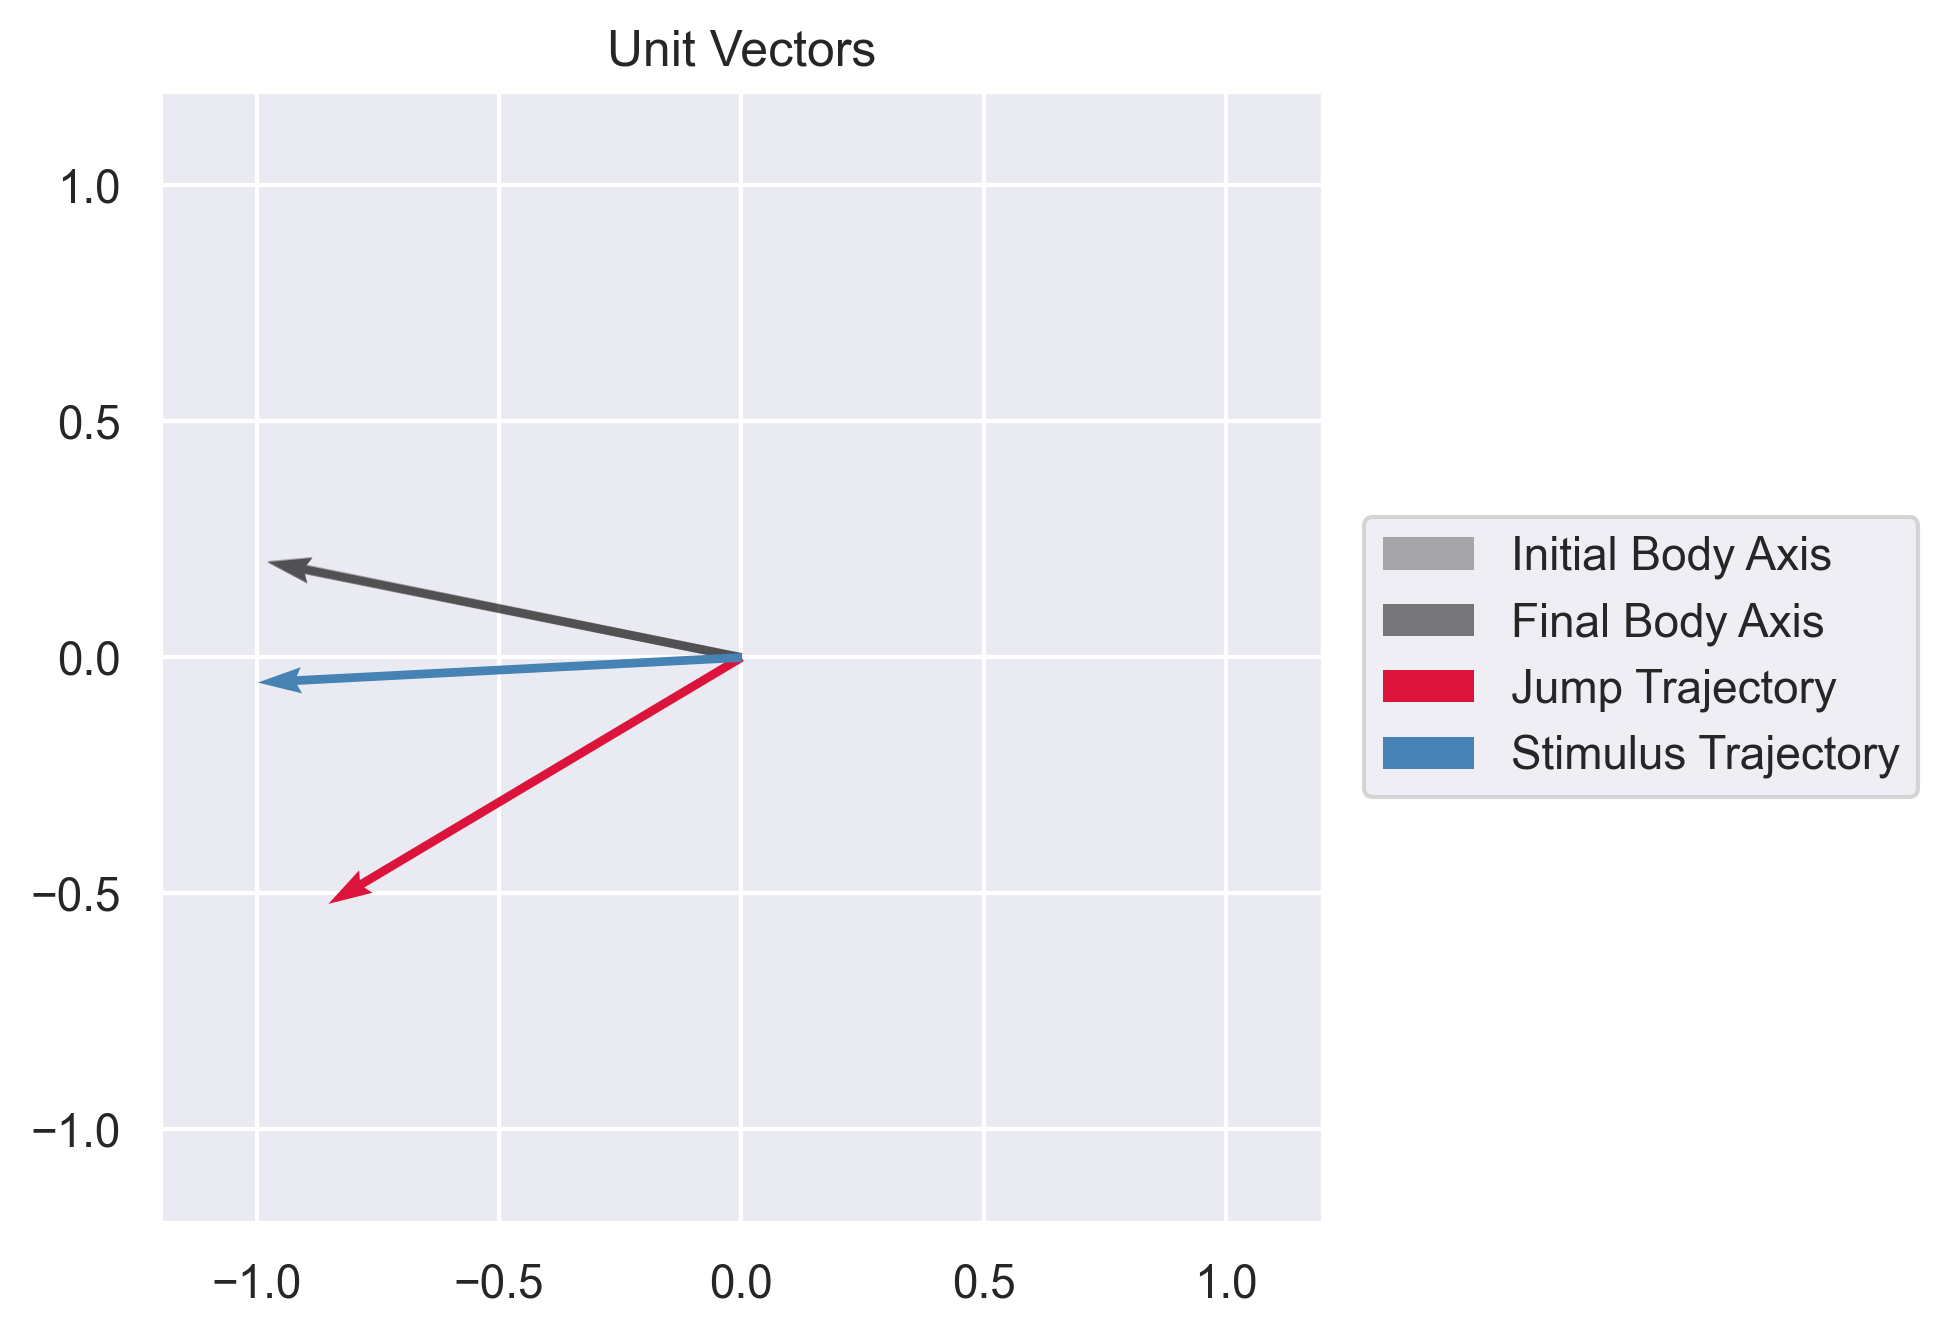 Unit Vectors
1.0
0.5
0.0
−0.5
−1.0
−1.0 −0.5 0.0 0.5 1.0
Initial Body Axis
Final Body Axis
Jump Trajectory
Stimulus Trajectory